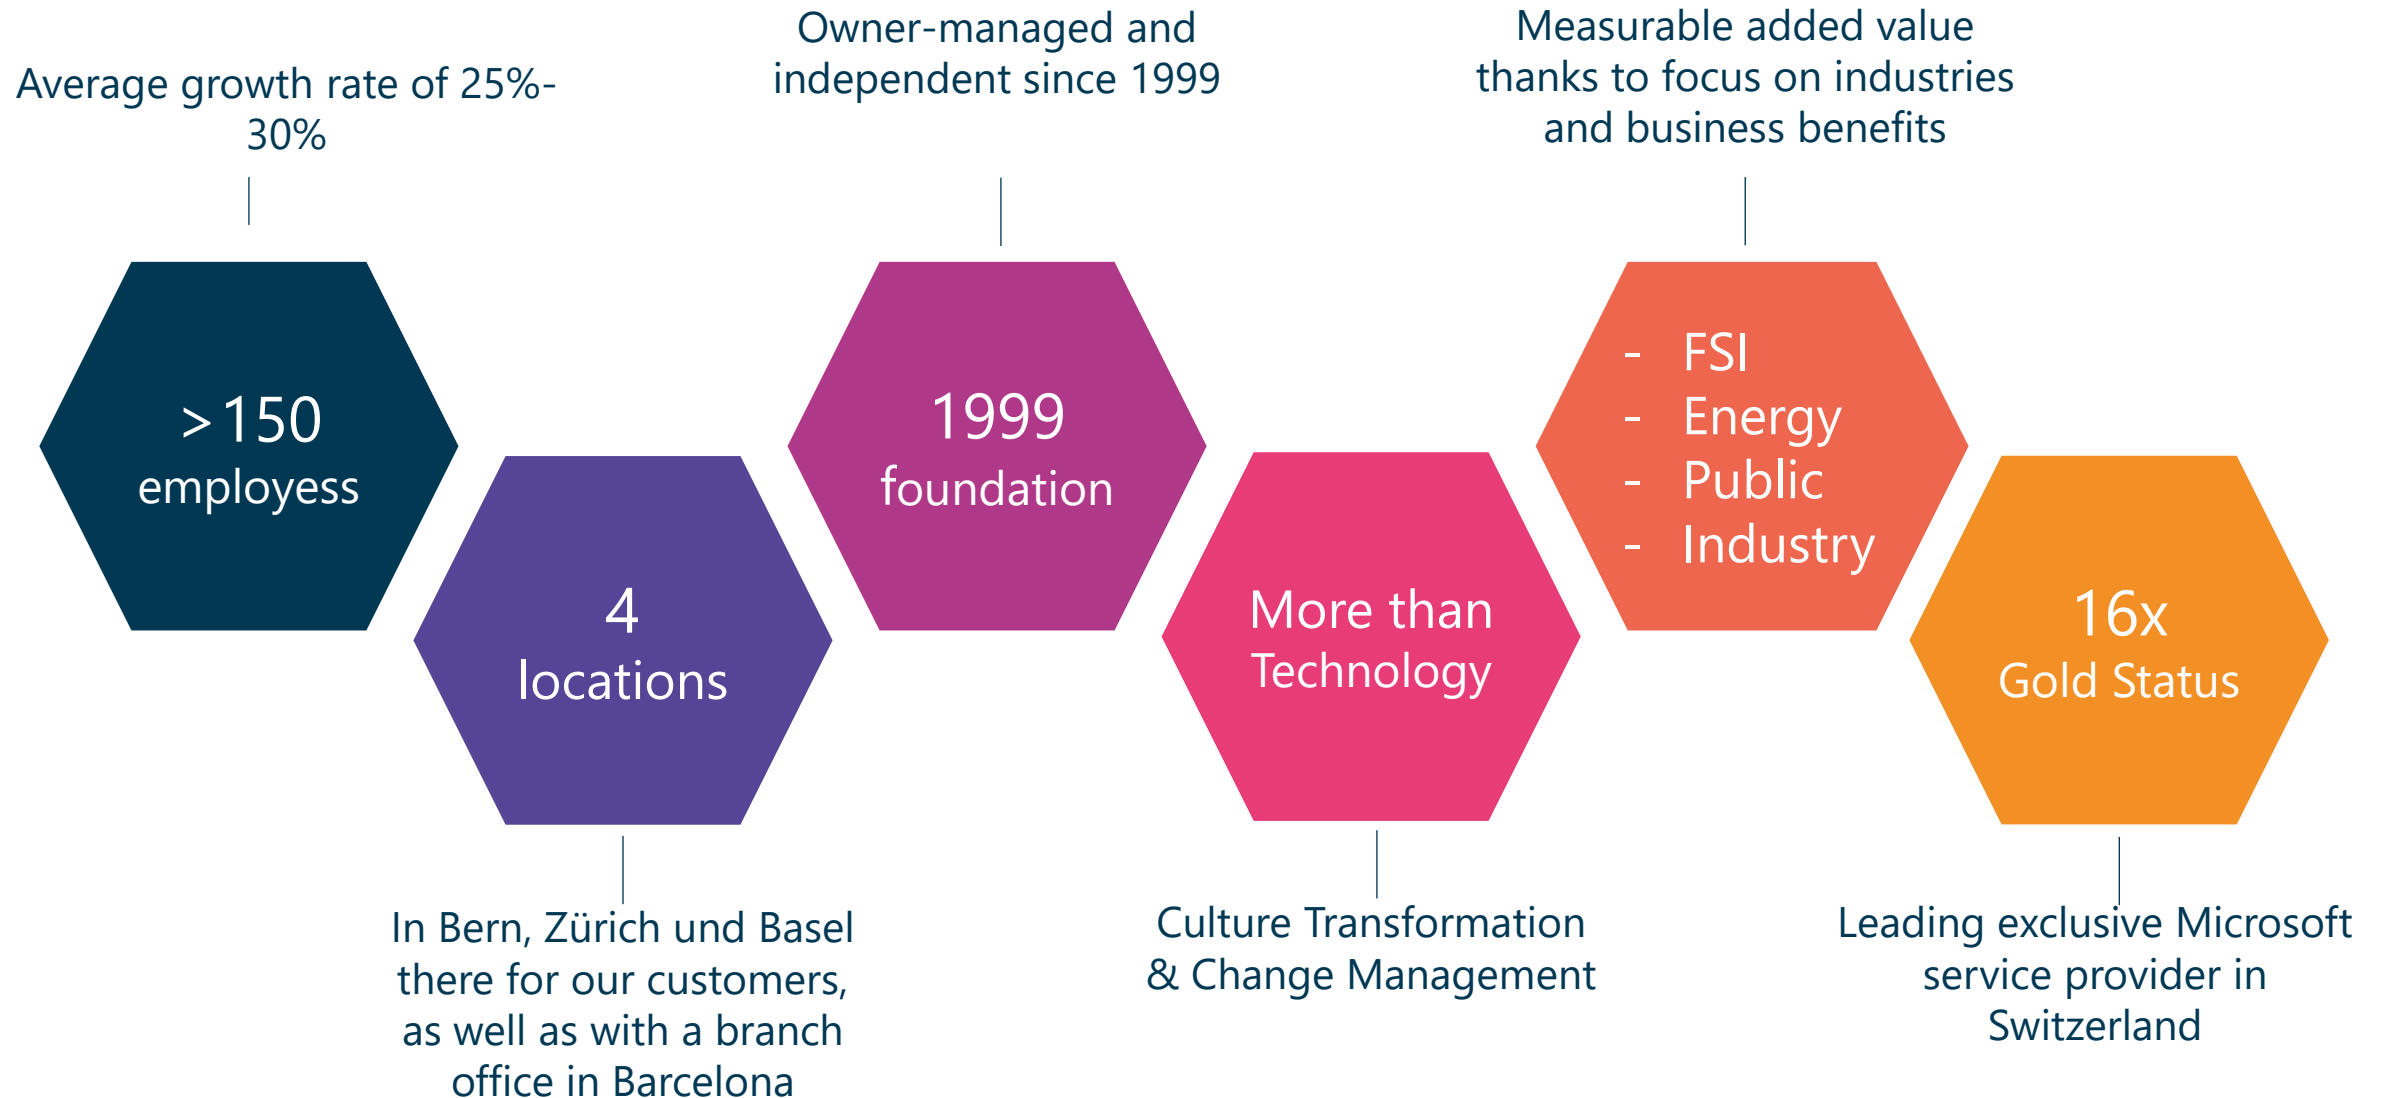 Average growth rate of 25%-
30%
>150
employess
4
locations
In Bern, Zürich und Basel
there for our customers,
as well as with a branch
office in Barcelona
Owner-managed and
independent since 1999
1999
foundation
More than
Technology
Culture Transformation
& Change Management
Measurable added value
thanks to focus on industries
and business benefits
- FSI
- Energy
- Public
- Industry
16x
Gold Status
Leading exclusive Microsoft
service provider in
Switzerland